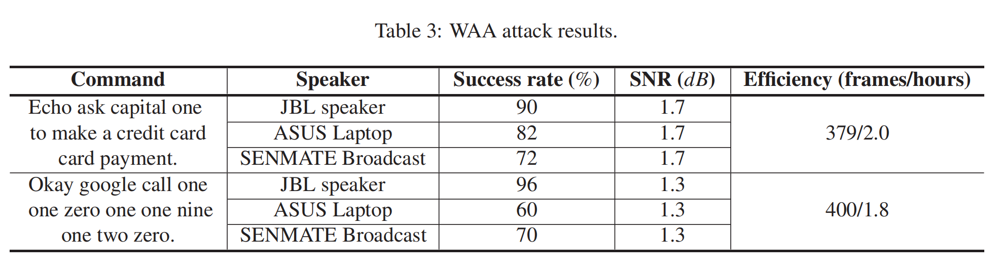 Table 3: WAA attack results.
Command Speaker Success rate (%) SNR (dB) Efficiency (frames/hours)
Echo ask capital one JBL speaker 90 1.7
to make a credit card ASUS Laptop 82 1.7 379/2.0
card payment. SENMATE Broadcast 72 1.7
Okay google call one JBL speaker 96 1.3
one zero one one nine ASUS Laptop 60 1.3 400/1.8
one two zero. SENMATE Broadcast 70 1.3